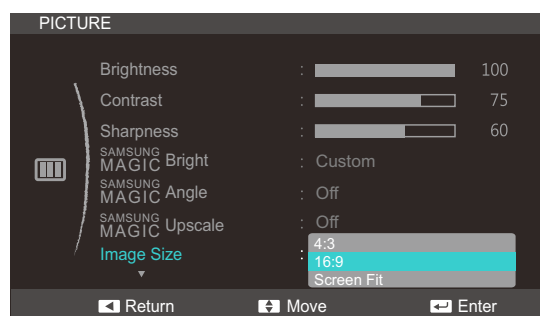 PICTURE
Brightness : 100
Contrast : 75
Sharpness : 60
SAMSUNG MAGIC Bright : Custom
SAMSUNG MAGIC Angle : Off
SAMSUNG MAGIC Upscale : Off
Image Size :
4:3
16:9
Screen Fit
Return Move Enter